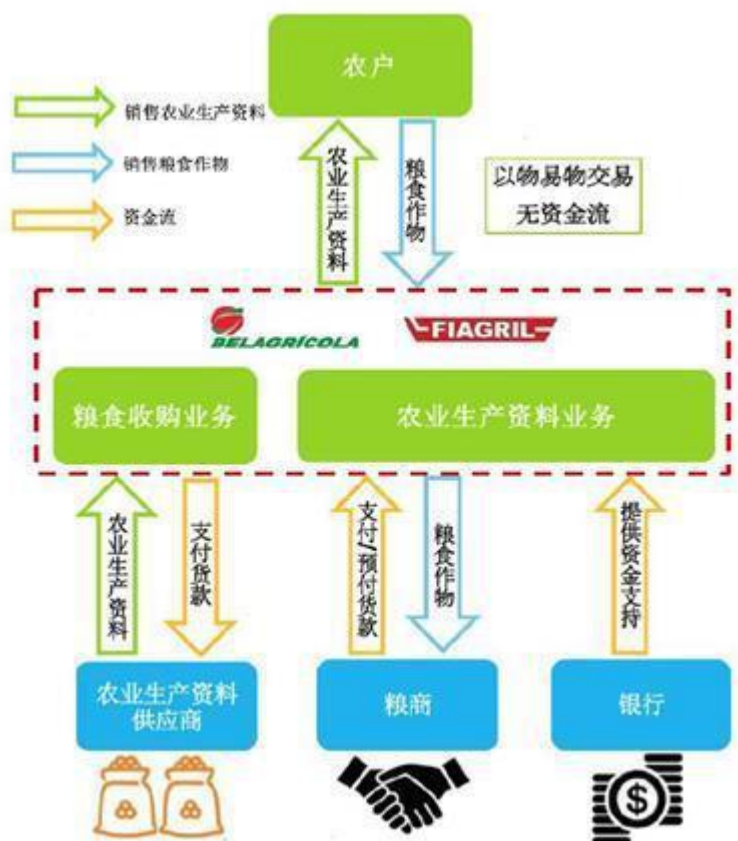 农户
销售农业生产资料
销售粮食作物
资金流
农业生产资料
粮食作物
以物易物交易
无资金流
BELAGRÍCOLA
FIAGRIL
粮食收购业务
农业生产资料业务
农业生产资料
支付货款
支付/预付货款
粮食作物
提供资金支持
农业生产资料
供应商
粮商
银行
$